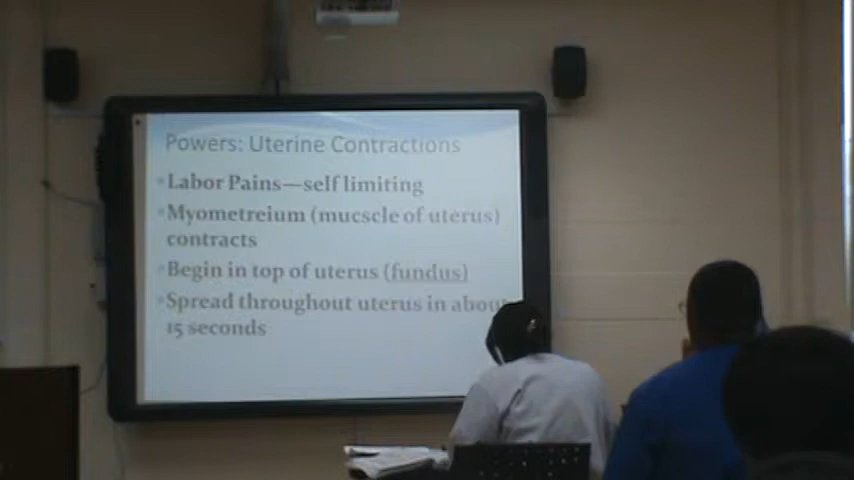 Powers: Uterine Contractions
Labor Pains—self limiting
Myometreium (mucscle of uterus)
contracts
Begin in top of uterus (fundus)
Spread throughout uterus in about
15 seconds